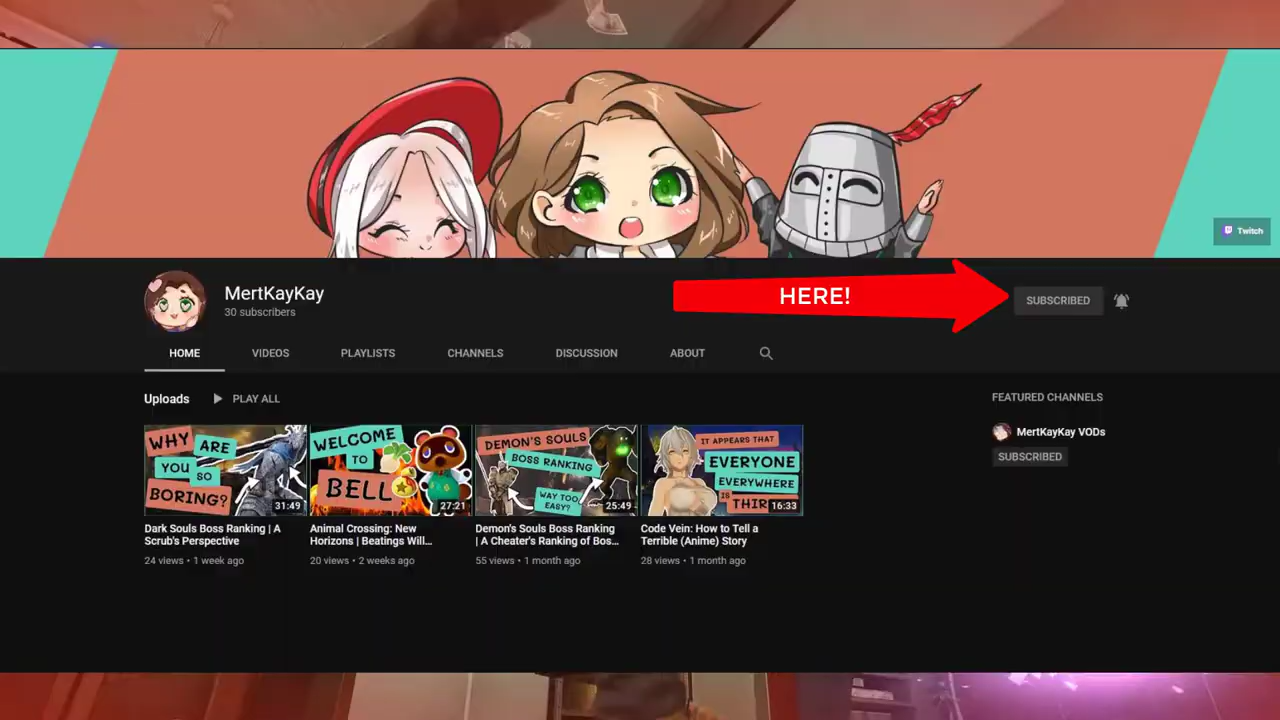 Twitch
MertKayKay
30 subscribers
HERE!
SUBSCRIBED
HOME VIDEOS PLAYLISTS CHANNELS DISCUSSION ABOUT
Uploads PLAY ALL
FEATURED CHANNELS
MertKayKay VODs
SUBSCRIBED
WHY
ARE
YOU
SO
BORING?
31:49
Dark Souls Boss Ranking | A
Scrub's Perspective
24 views • 1 week ago
WELCOME
TO
BELL
27:21
Animal Crossing: New
Horizons | Beatings Will...
20 views • 2 weeks ago
DEMON'S SOULS
BOSS RANKING
WAY TOO
EASY?
25:49
Demon's Souls Boss Ranking
| A Cheater's Ranking of Bos...
55 views • 1 month ago
IT APPEARS THAT
EVERYONE
EVERYWHERE
IS
THIR
16:33
Code Vein: How to Tell a
Terrible (Anime) Story
28 views • 1 month ago